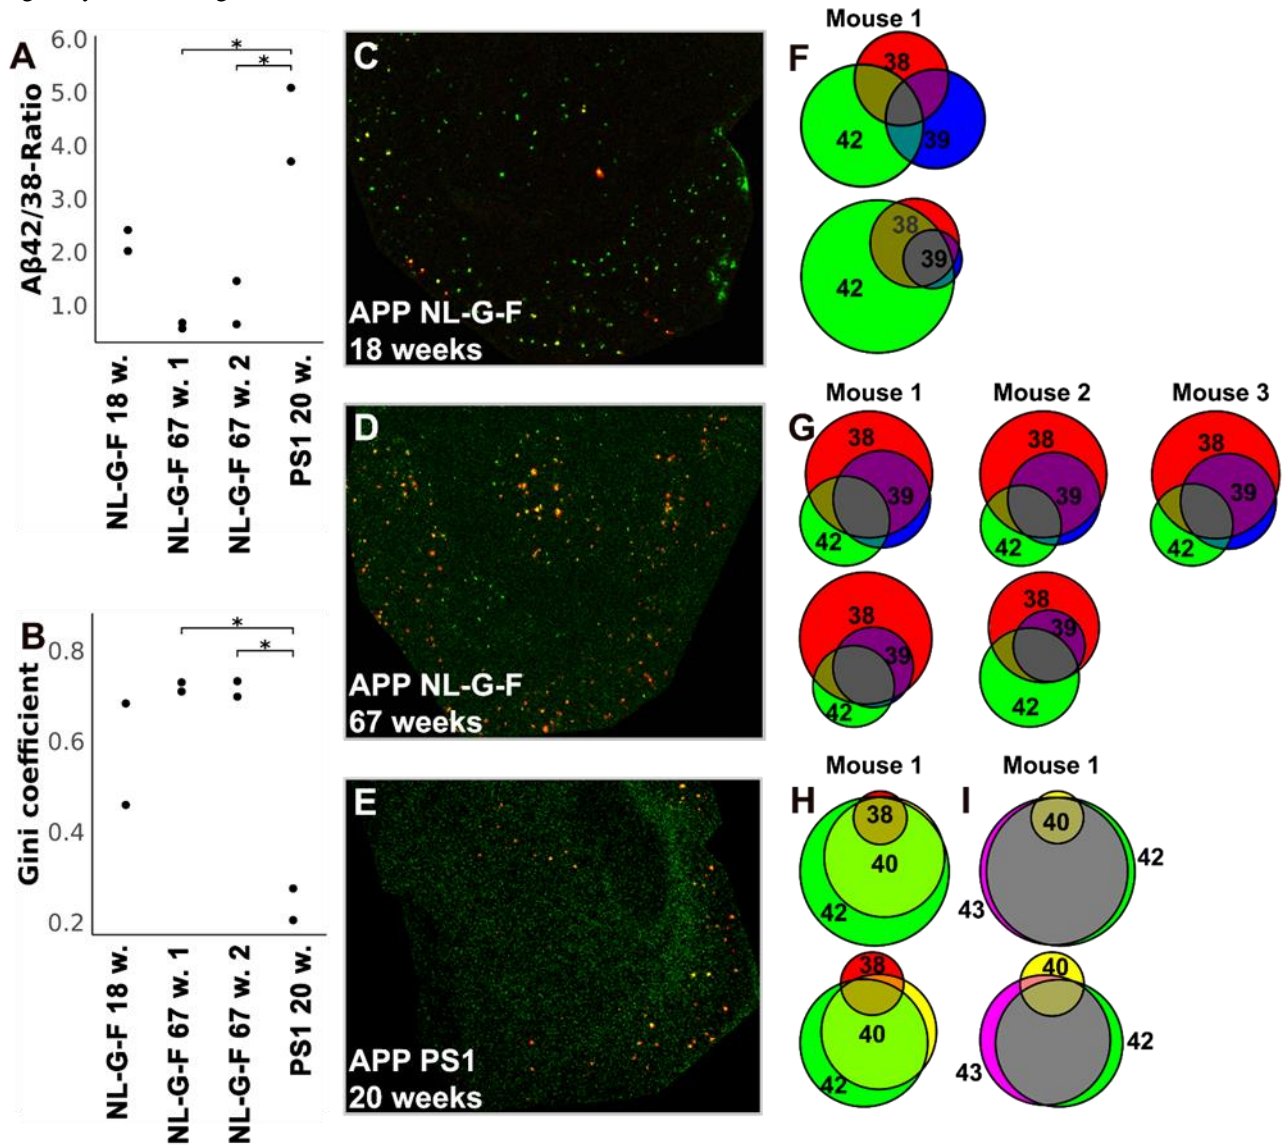 A
Aβ42/38-Ratio
6.0
5.0
4.0
3.0
2.0
1.0
*
*
NL-G-F 18 w.
NL-G-F 67 w. 1
NL-G-F 67 w. 2
PS1 20 w.
B
Gini coefficient
0.8
0.6
0.4
0.2
*
*
NL-G-F 18 w.
NL-G-F 67 w. 1
NL-G-F 67 w. 2
PS1 20 w.
C
APP NL-G-F
18 weeks
D
APP NL-G-F
67 weeks
E
APP PS1
20 weeks
F
Mouse 1
38
42
39
38
39
42
G
Mouse 1
Mouse 2
Mouse 3
38
39
42
38
39
42
38
39
42
38
39
42
38
39
42
H
Mouse 1
38
40
42
38
40
42
I
Mouse 1
40
42
43
40
42
43